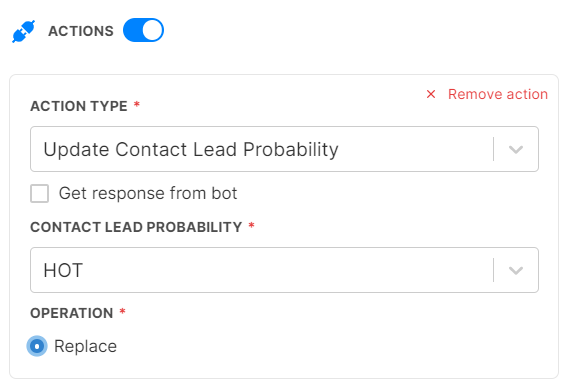 ACTIONS
× Remove action
ACTION TYPE *
Update Contact Lead Probability
Get response from bot
CONTACT LEAD PROBABILITY *
HOT
OPERATION *
Replace